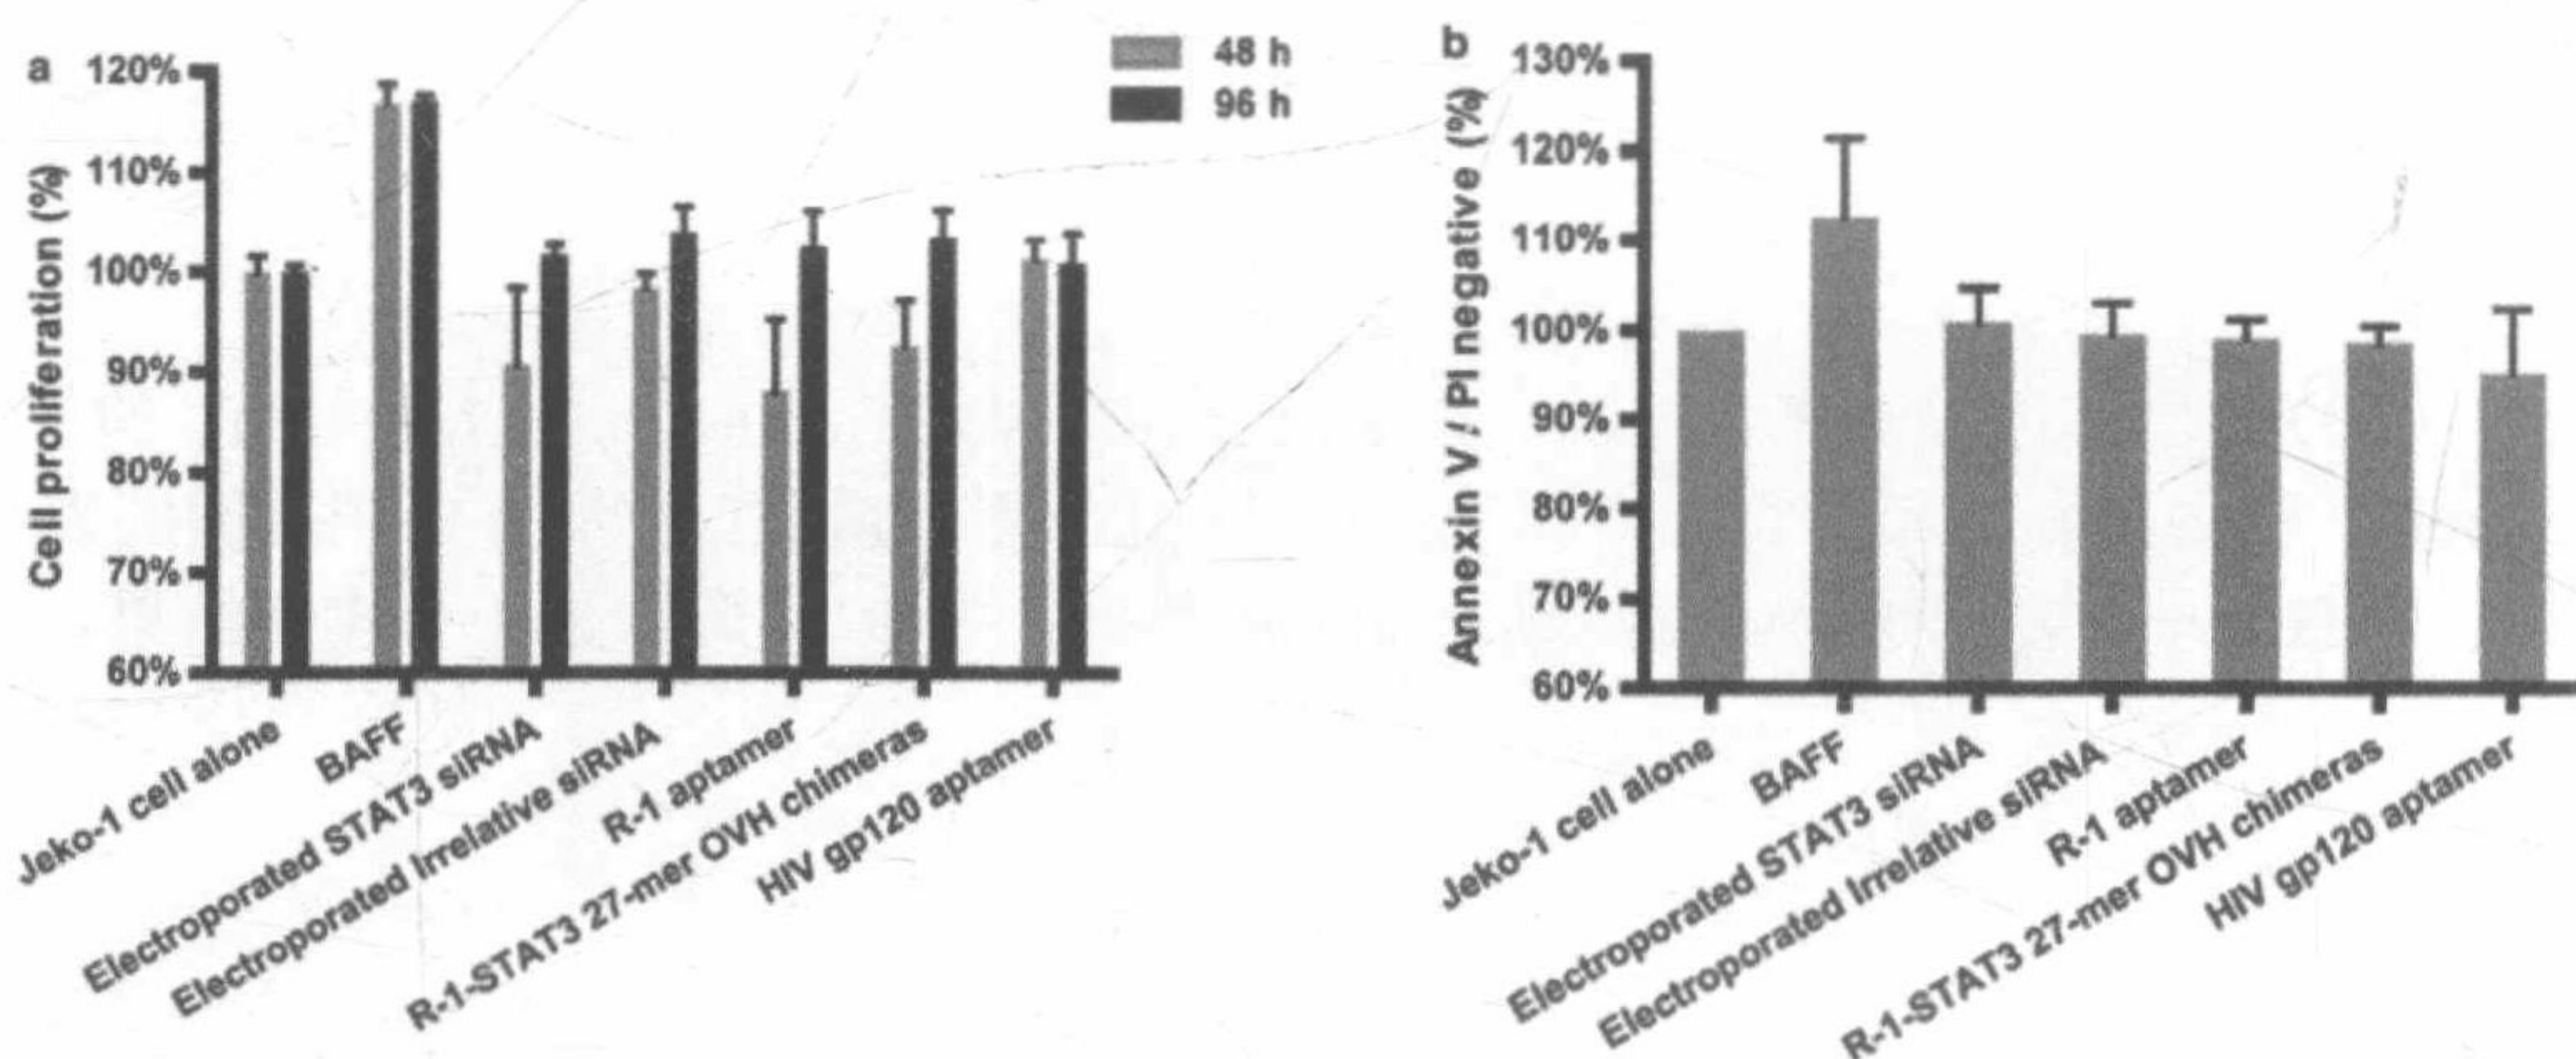 a
120%
110%
100%
90%
80%
70%
60%
Cell proliferation (%)
48 h
96 h
Jeko-1 cell alone
BAFF
Electroporated STAT3 siRNA
Electroporated Irrelative siRNA
R-1 aptamer
R-1-STAT3 27-mer OVH chimeras
HIV gp120 aptamer
b
130%
120%
110%
100%
90%
80%
70%
60%
Annexin V / PI negative (%)
Jeko-1 cell alone
BAFF
Electroporated STAT3 siRNA
Electroporated Irrelative siRNA
R-1 aptamer
R-1-STAT3 27-mer OVH chimeras
HIV gp120 aptamer